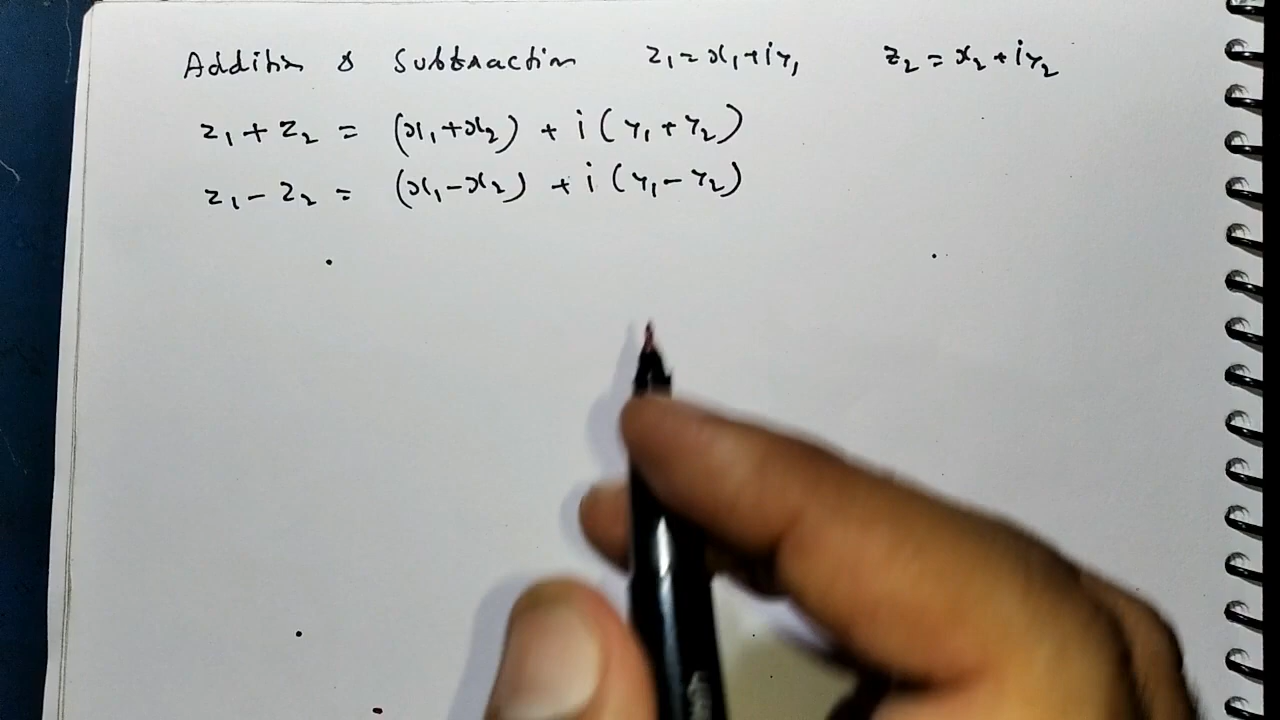 Addition & Subtraction z₁ = x₁+iy₁ z₂ = x₂+iy₂
z₁+z₂ = (x₁+x₂) + i(y₁+y₂)
z₁-z₂ = (x₁-x₂) + i(y₁-y₂)